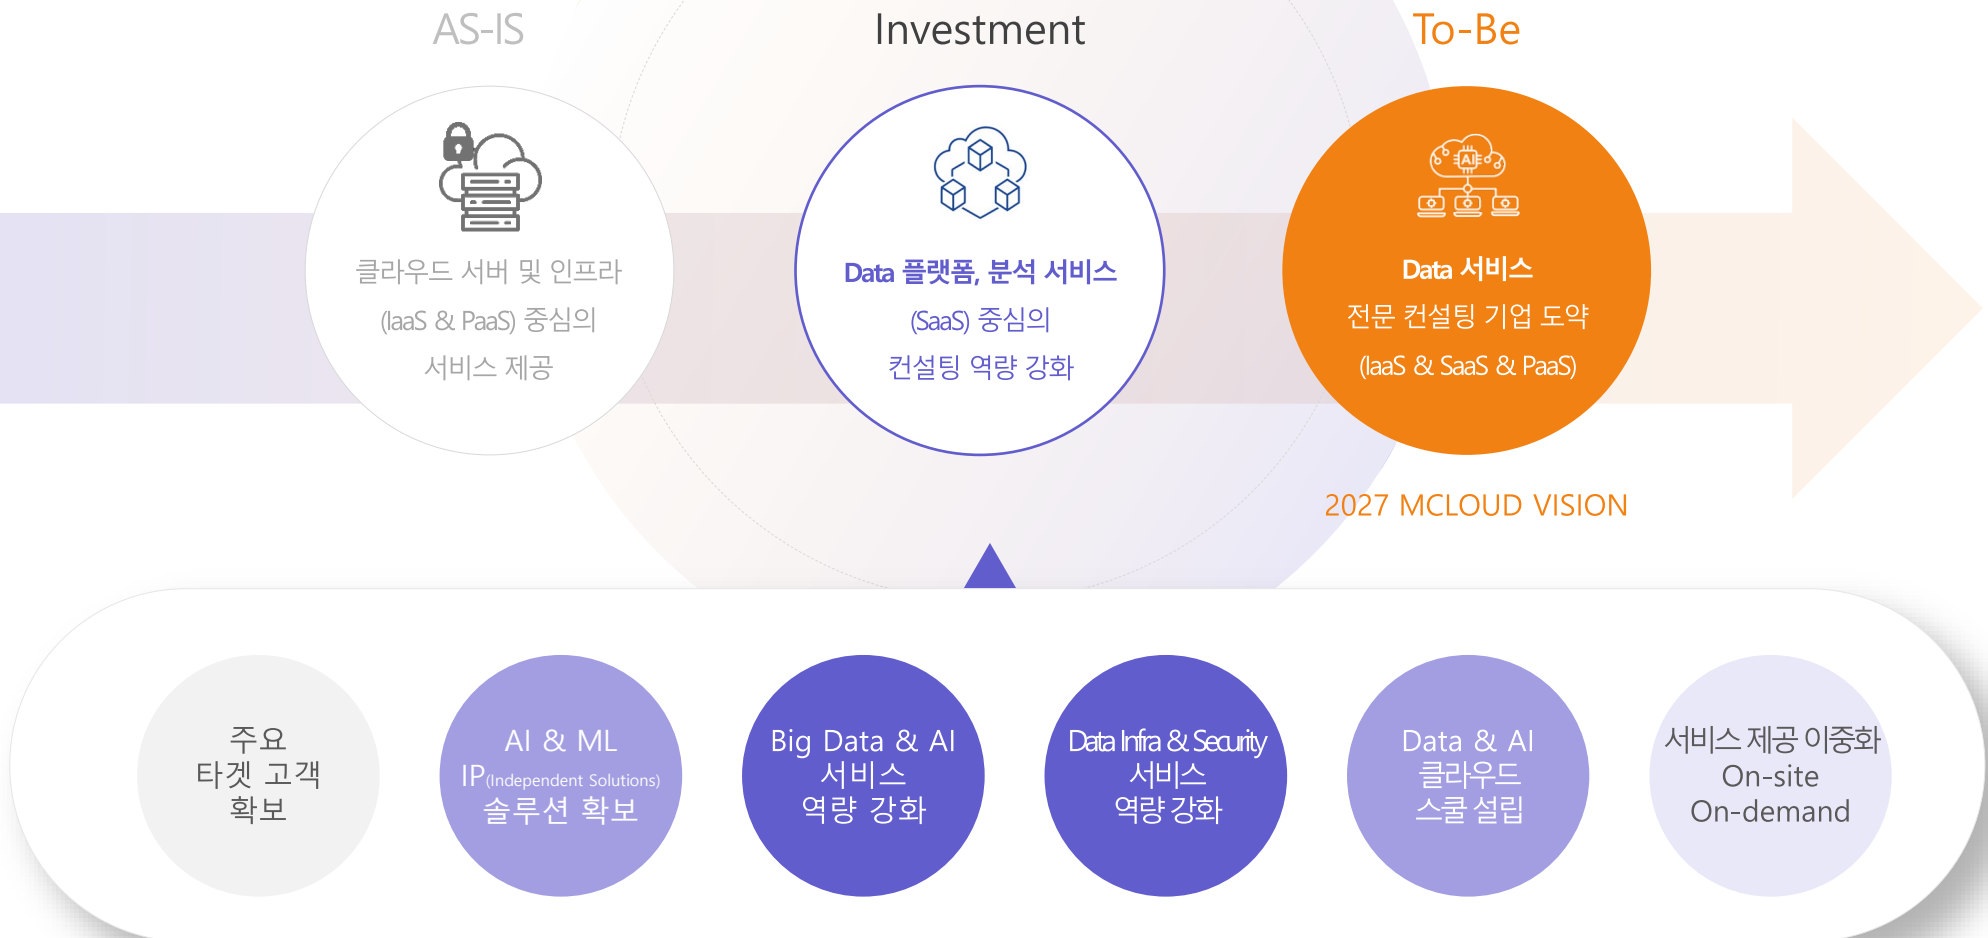 AS-IS
Investment
To-Be
클라우드 서버 및 인프라
(IaaS & PaaS) 중심의
서비스 제공
Data 플랫폼, 분석 서비스
(SaaS) 중심의
컨설팅 역량 강화
AI
Data 서비스
전문 컨설팅 기업 도약
(IaaS & SaaS & PaaS)
2027 MCLOUD VISION
주요
타겟 고객
확보
AI & ML
IP(Independent Solutions)
솔루션 확보
Big Data & AI
서비스
역량 강화
Data Infra & Security
서비스
역량 강화
Data & AI
클라우드
스쿨 설립
서비스 제공 이중화
On-site
On-demand